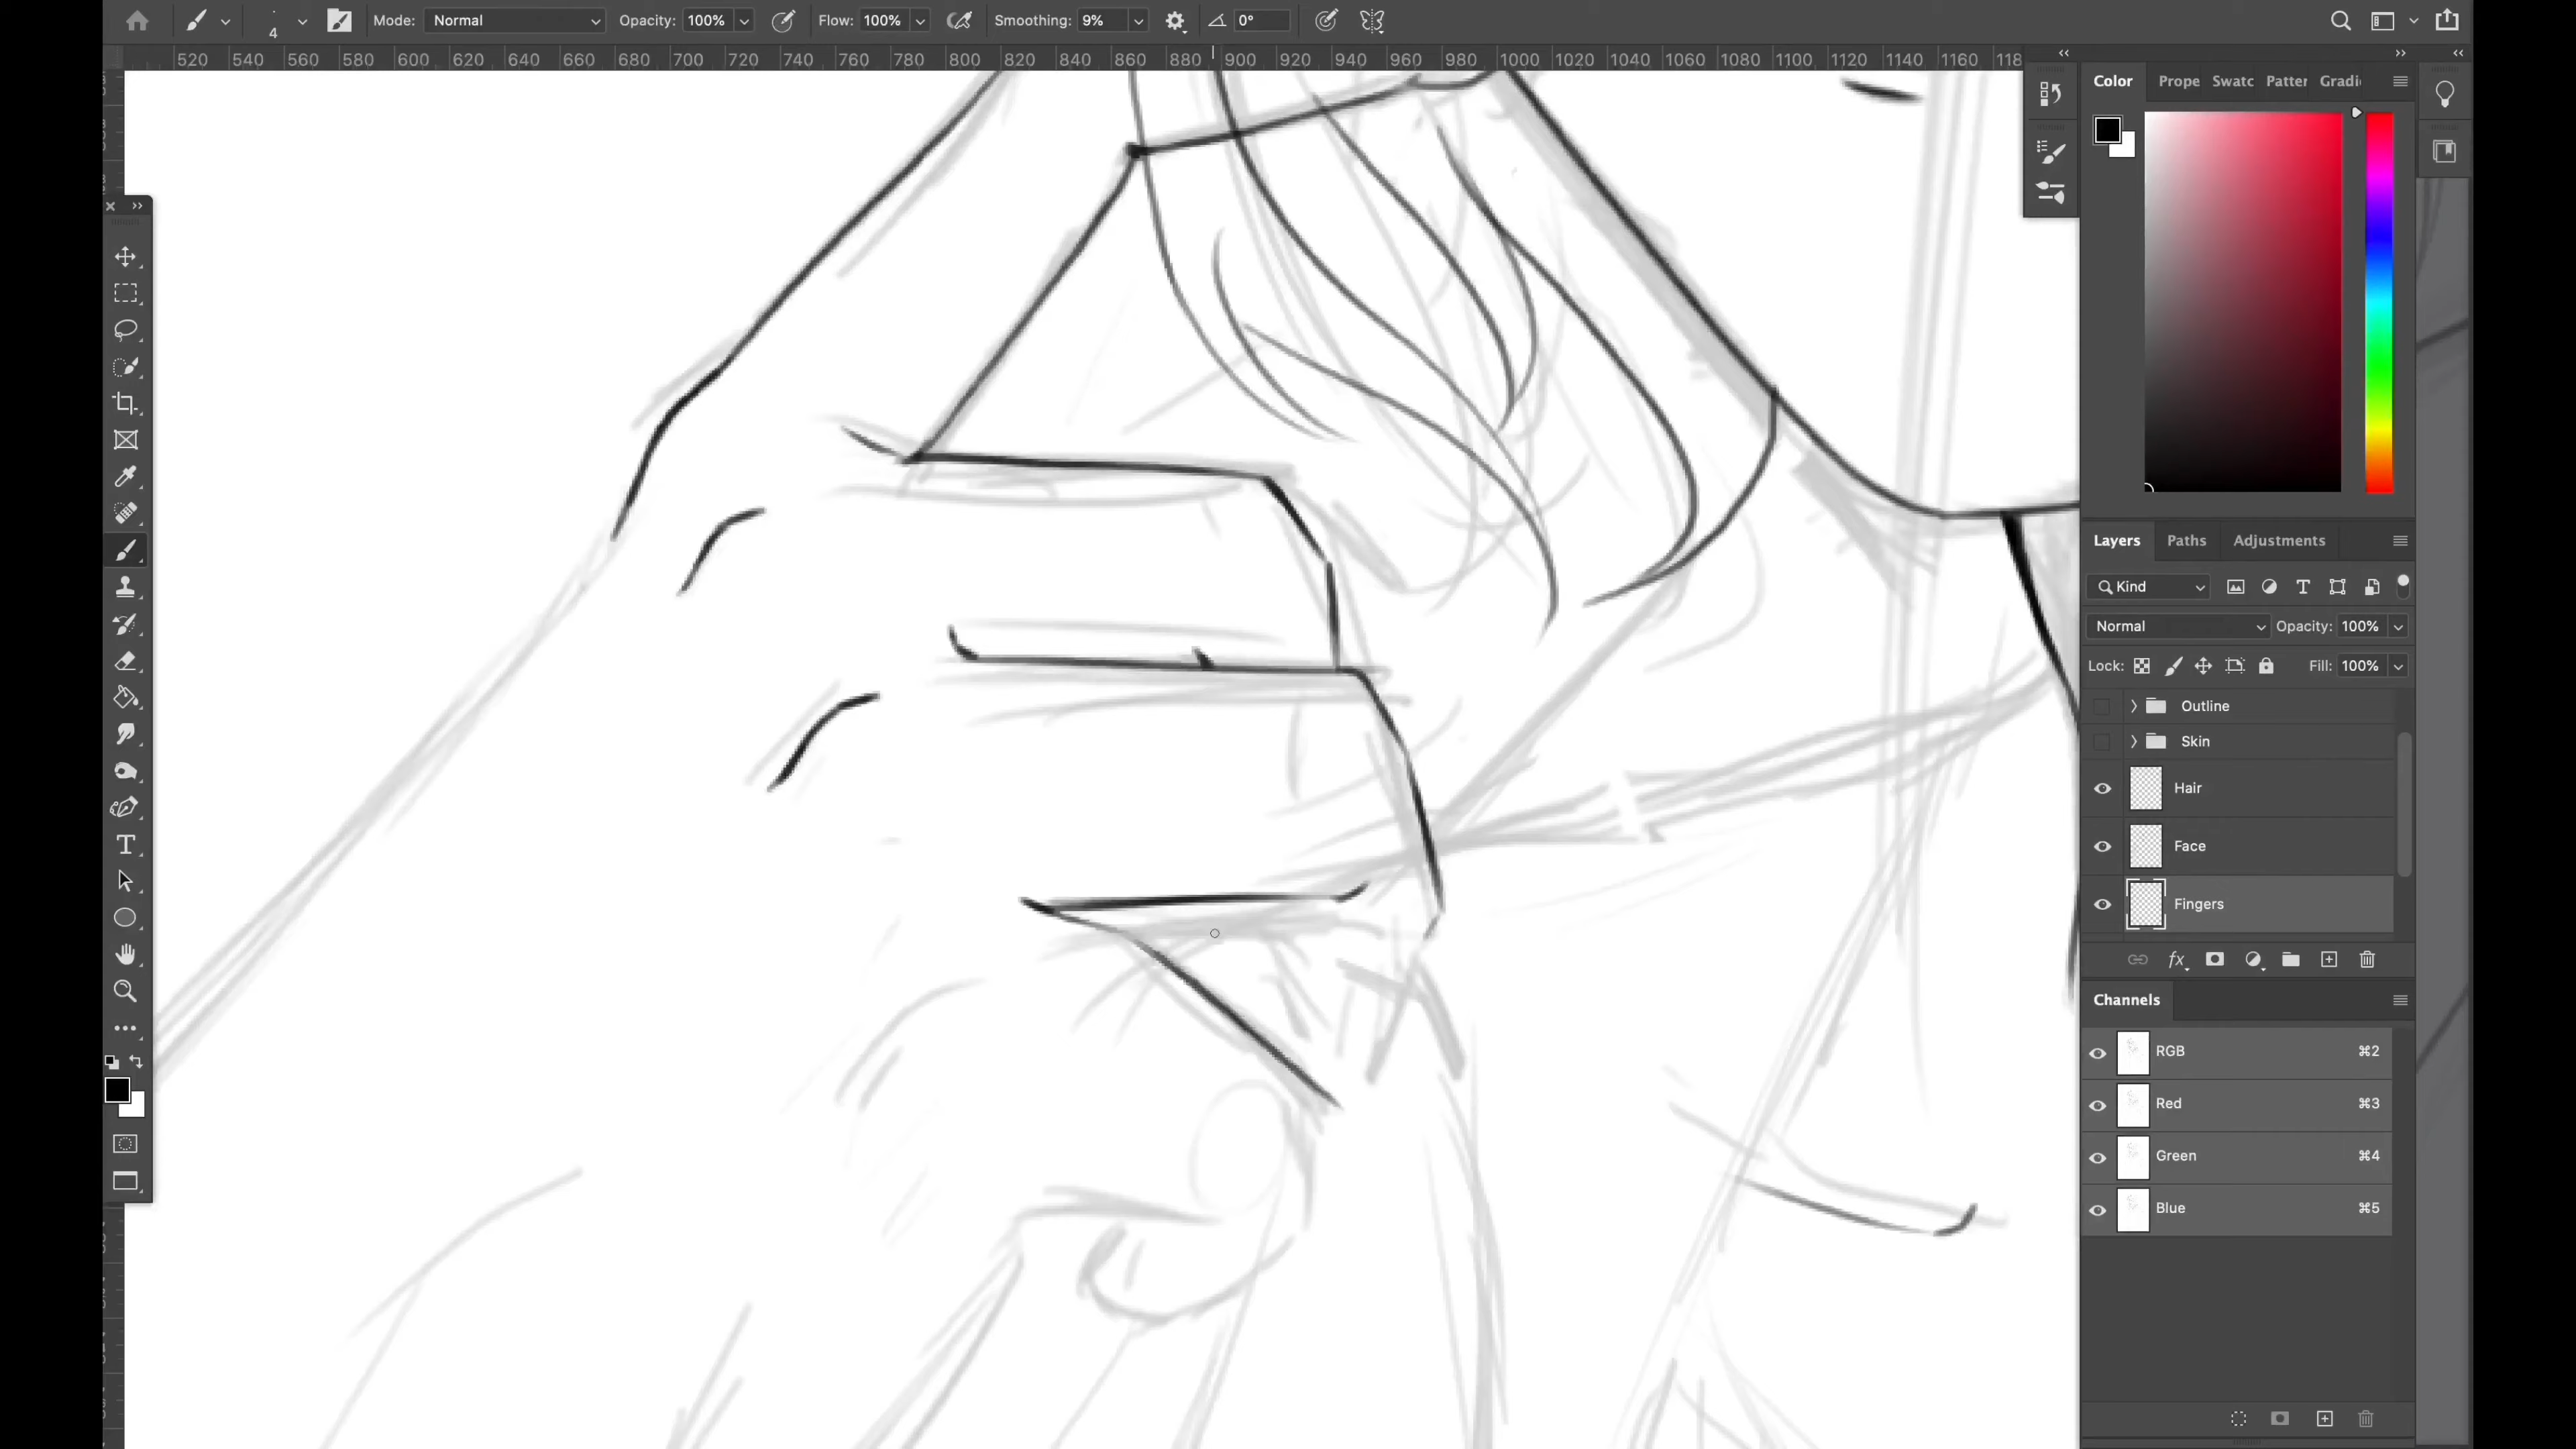 4 Mode: Normal Opacity: 100% Flow: 100% Smoothing: 9% 0°
520 540 560 580 600 620 640 660 680 700 720 740 760 780 800 820 840 860 880 900 920 940 960 980 1000 1020 1040 1060 1080 1100 1120 1140 1160 118
Color Prope Swatc Patter Gradi
Layers Paths Adjustments
Kind
Normal Opacity: 100%
Lock: Fill: 100%
Outline
Skin
Hair
Face
Fingers
fx
Channels
RGB ⌘2
Red ⌘3
Green ⌘4
Blue ⌘5